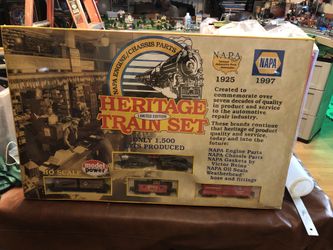 NAPA ENGINE/CHASSIS PARTS
HERITAGE
LIMITED EDITION
TRAIN SET
ONLY 1,500
SETS PRODUCED
HO SCALE
model
power
NAPA
1925
NAPA
1997
Created to
commemorate over
seven decades of quality
in product and service
in the automotive
repair industry.
These brands continue
that heritage of product
quality and service,
today and into the
future:
NAPA Engine Parts
NAPA Chassis Parts
NAPA Gaskets by
Victor Reinz
NAPA Oil Seals
Weatherhead
hose and fittings